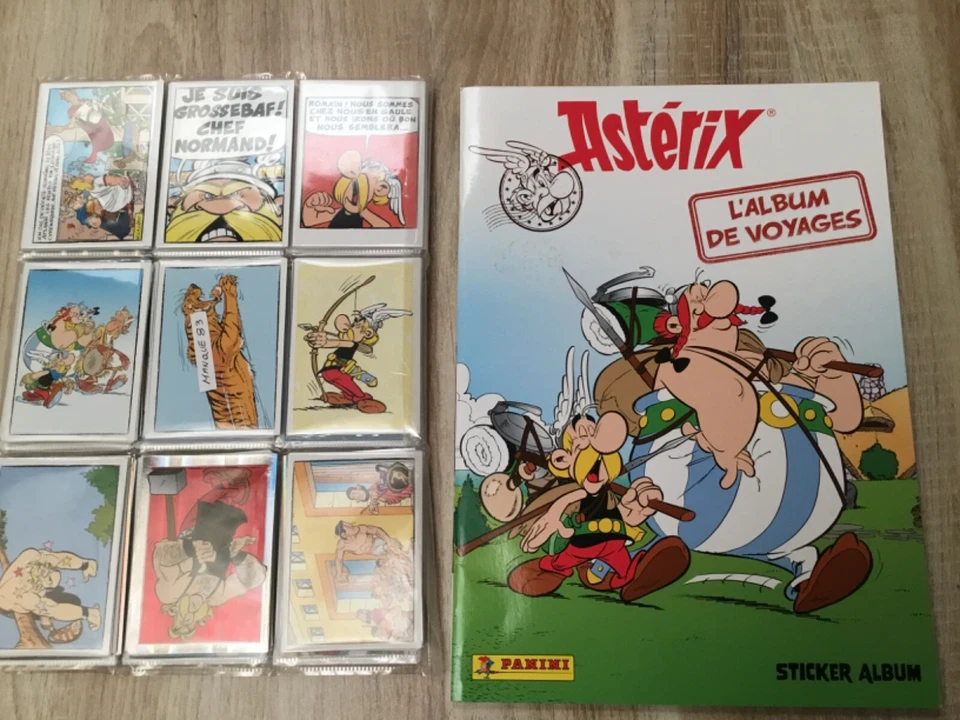 JE SUIS
GROSSEBAF!
CHEF
NORMAND!
ROMAIN! NOUS SOMMES
CHEZ NOUS EN GAULE
ET NOUS IRONS OÙ BON
NOUS SEMBLERA...
MANQUE 83
Astérix®
L'ALBUM
DE VOYAGES
PANINI
STICKER ALBUM